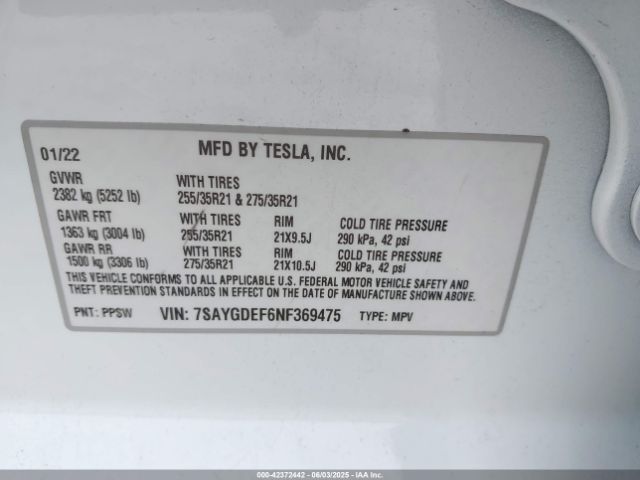 01/22 MFD BY TESLA, INC.
GVWR WITH TIRES
2382 kg (5252 lb) 255/35R21 & 275/35R21
GAWR FRT WITH TIRES RIM COLD TIRE PRESSURE
1363 kg (3004 lb) 255/35R21 21X9.5J 290 kPa, 42 psi
GAWR RR WITH TIRES RIM COLD TIRE PRESSURE
1500 kg (3306 lb) 275/35R21 21X10.5J 290 kPa, 42 psi
THIS VEHICLE CONFORMS TO ALL APPLICABLE U.S. FEDERAL MOTOR VEHICLE SAFETY AND
THEFT PREVENTION STANDARDS IN EFFECT ON THE DATE OF MANUFACTURE SHOWN ABOVE.
PNT: PPSW VIN: 7SAYGDEF6NF369475 TYPE: MPV
000-42372442 - 06/03/2025 - IAA Inc.